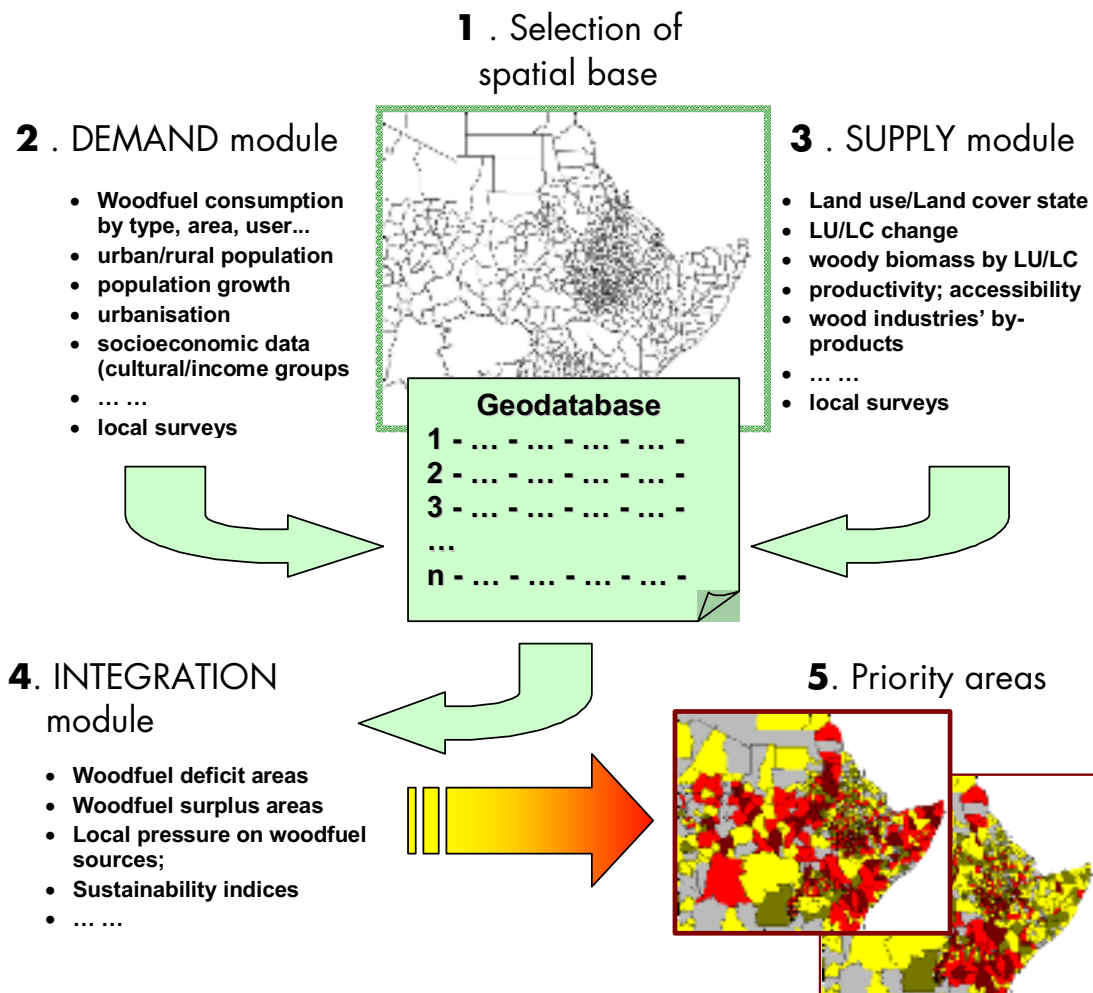 1 . Selection of
spatial base
2 . DEMAND module
• Woodfuel consumption
by type, area, user...
• urban/rural population
• population growth
• urbanisation
• socioeconomic data
(cultural/income groups
• ... ...
• local surveys
3 . SUPPLY module
• Land use/Land cover state
• LU/LC change
• woody biomass by LU/LC
• productivity; accessibility
• wood industries' by-
products
• ... ...
• local surveys
Geodatabase
1 - ... - ... - ... - ... -
2 - ... - ... - ... - ... -
3 - ... - ... - ... - ... -
...
n - ... - ... - ... - ... -
4. INTEGRATION
module
• Woodfuel deficit areas
• Woodfuel surplus areas
• Local pressure on woodfuel
sources;
• Sustainability indices
• ... ...
5. Priority areas